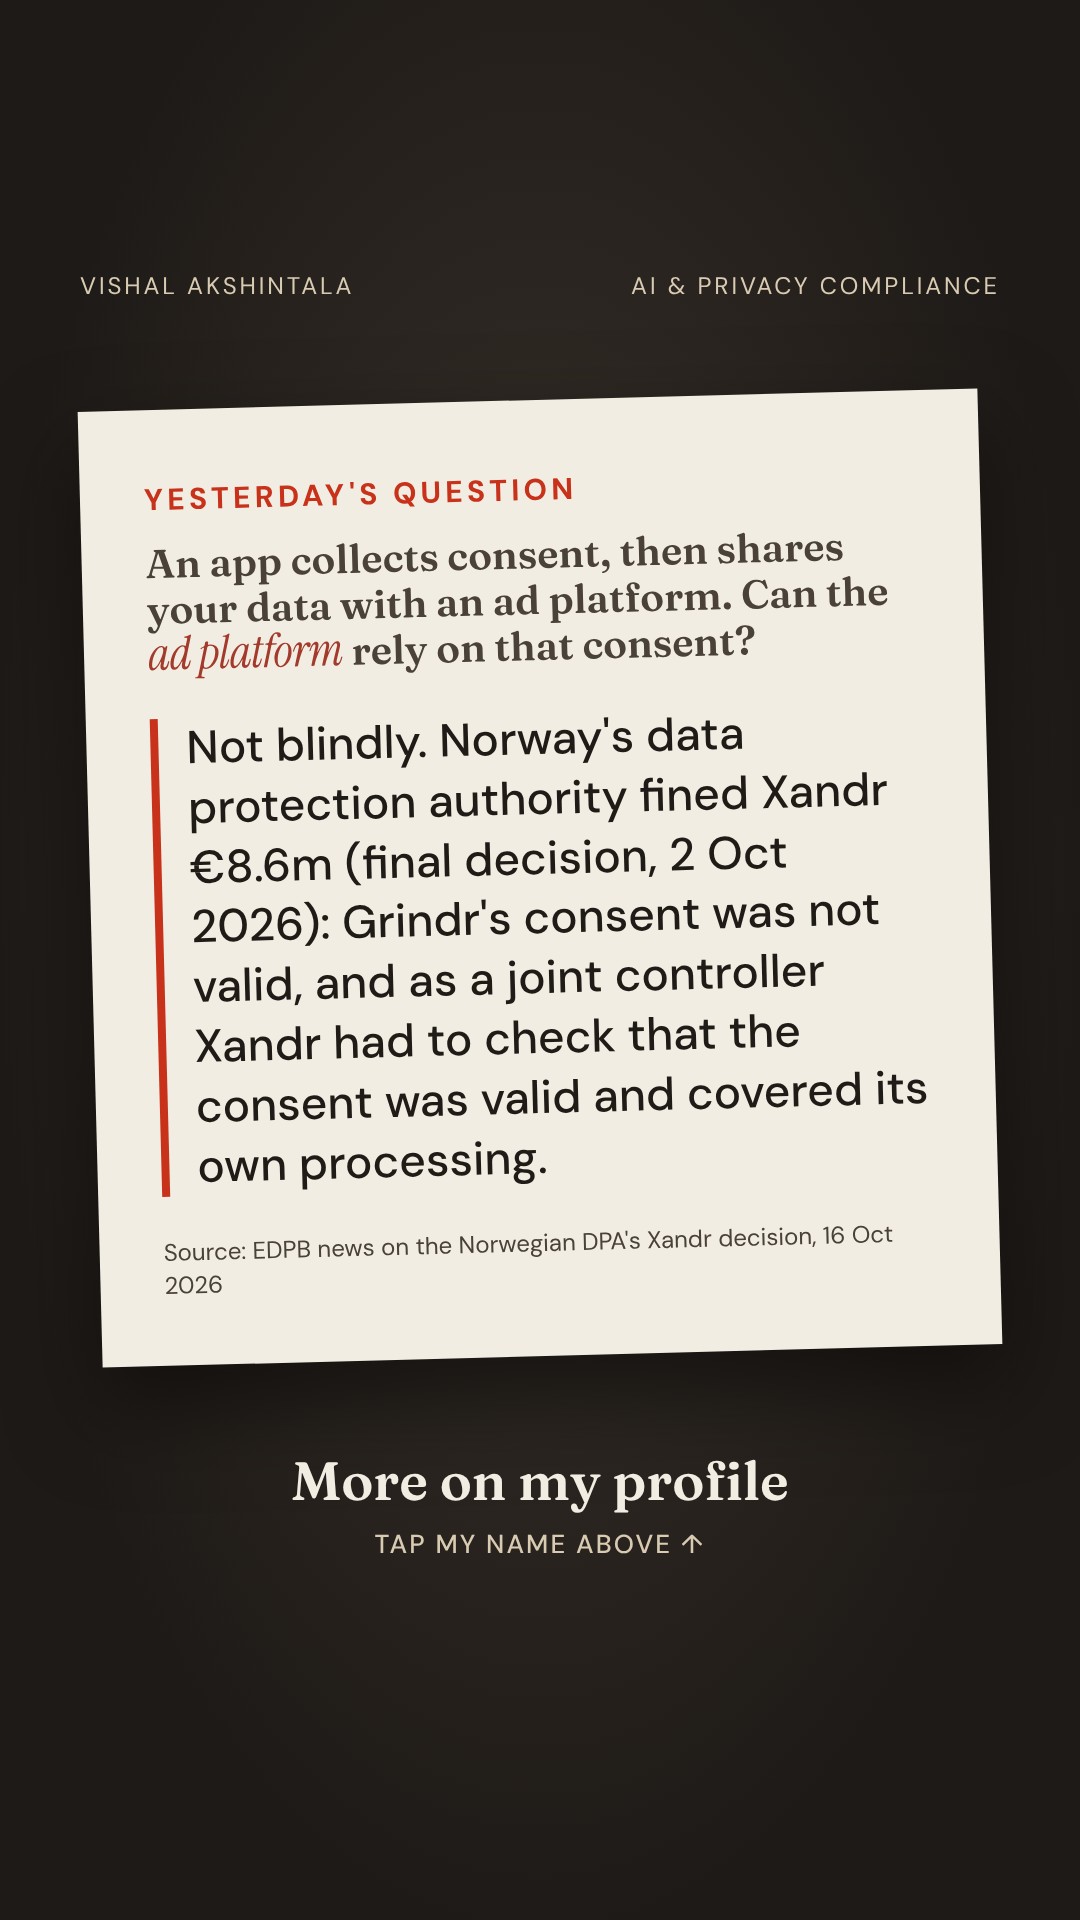 VISHAL AKSHINTALA
AI & PRIVACY COMPLIANCE
YESTERDAY'S QUESTION
An app collects consent, then shares
your data with an ad platform. Can the
ad platform rely on that consent?
Not blindly. Norway's data
protection authority fined Xandr
€8.6m (final decision, 2 Oct
2026): Grindr's consent was not
valid, and as a joint controller
Xandr had to check that the
consent was valid and covered its
own processing.
Source: EDPB news on the Norwegian DPA's Xandr decision, 16 Oct
2026
More on my profile
TAP MY NAME ABOVE ↑